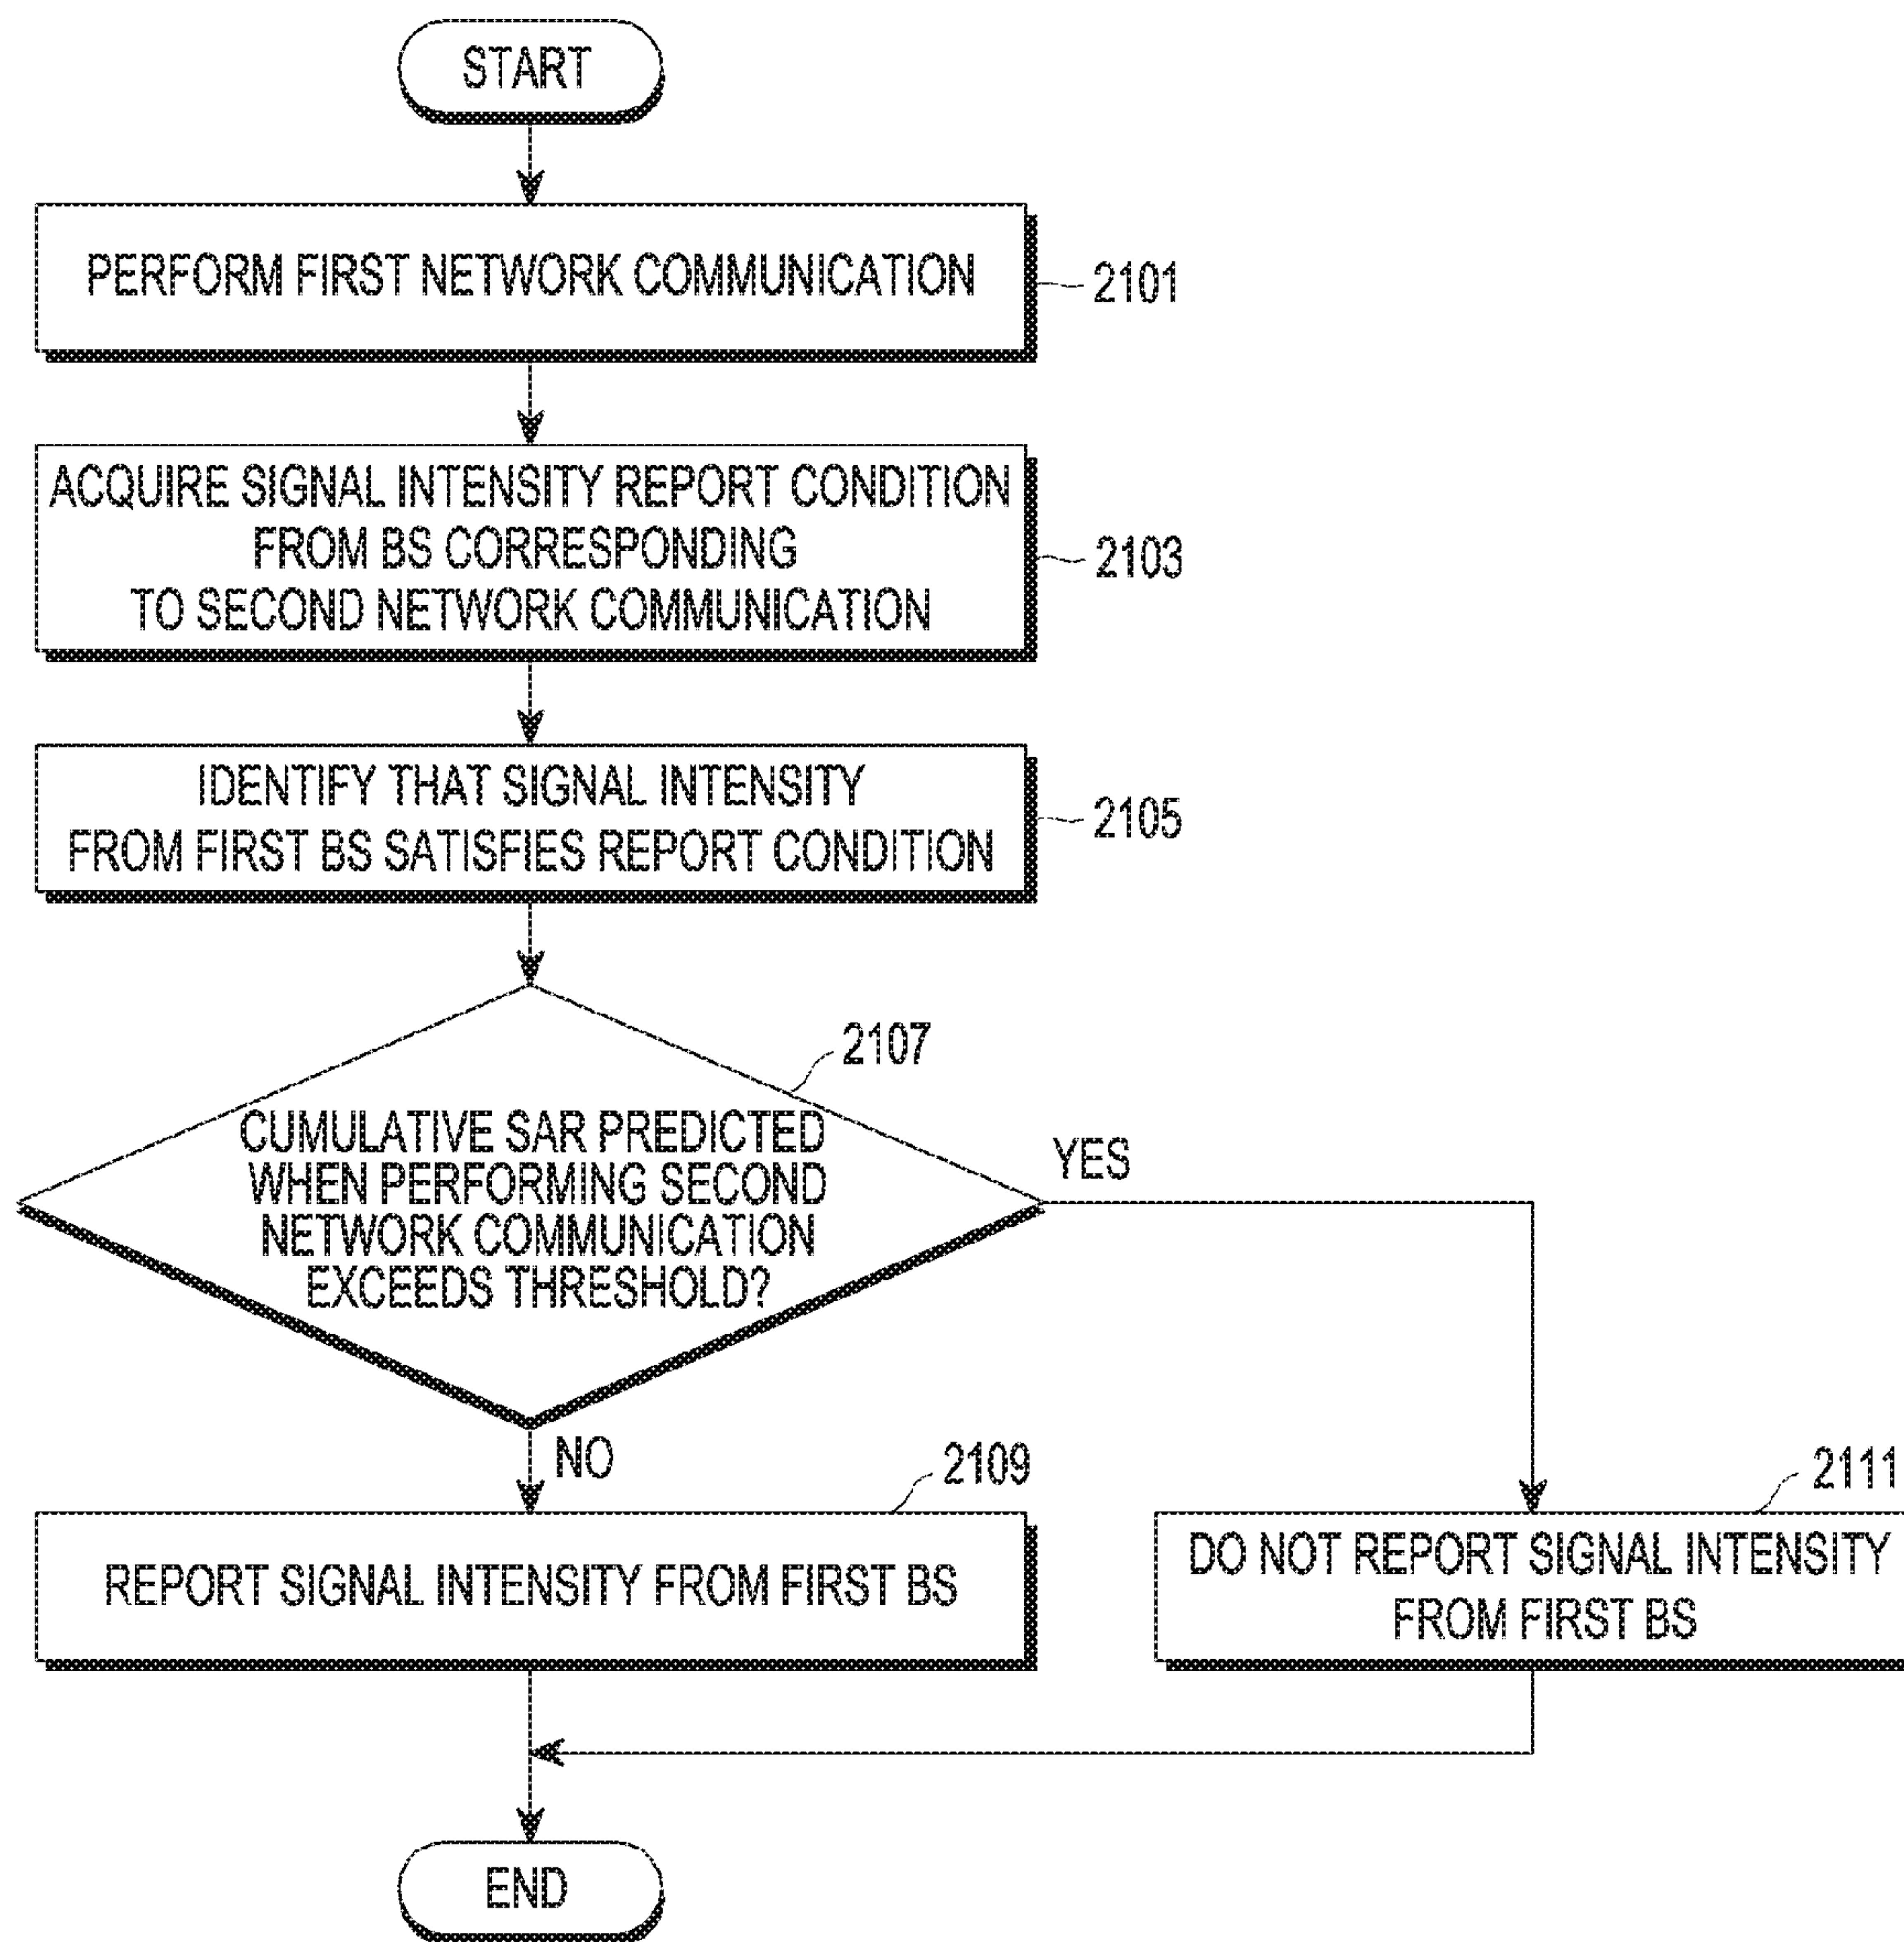 START
PERFORM FIRST NETWORK COMMUNICATION
2101
ACQUIRE SIGNAL INTENSITY REPORT CONDITION
FROM BS CORRESPONDING
TO SECOND NETWORK COMMUNICATION
2103
IDENTIFY THAT SIGNAL INTENSITY
FROM FIRST BS SATISFIES REPORT CONDITION
2105
2107
CUMULATIVE SAR PREDICTED
WHEN PERFORMING SECOND
NETWORK COMMUNICATION
EXCEEDS THRESHOLD?
YES
NO
2109
REPORT SIGNAL INTENSITY FROM FIRST BS
2111
DO NOT REPORT SIGNAL INTENSITY
FROM FIRST BS
END